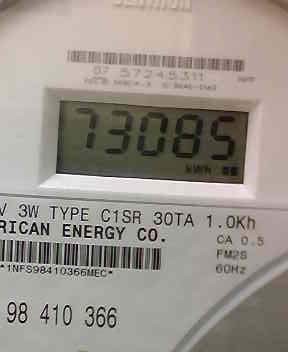 07 57245311
73085
kWh
V 3W TYPE C1SR 30TA 1.0Kh
RICAN ENERGY CO.
CA 0.5
FM2S
60Hz
*1NFS98410366MEC*
98 410 366